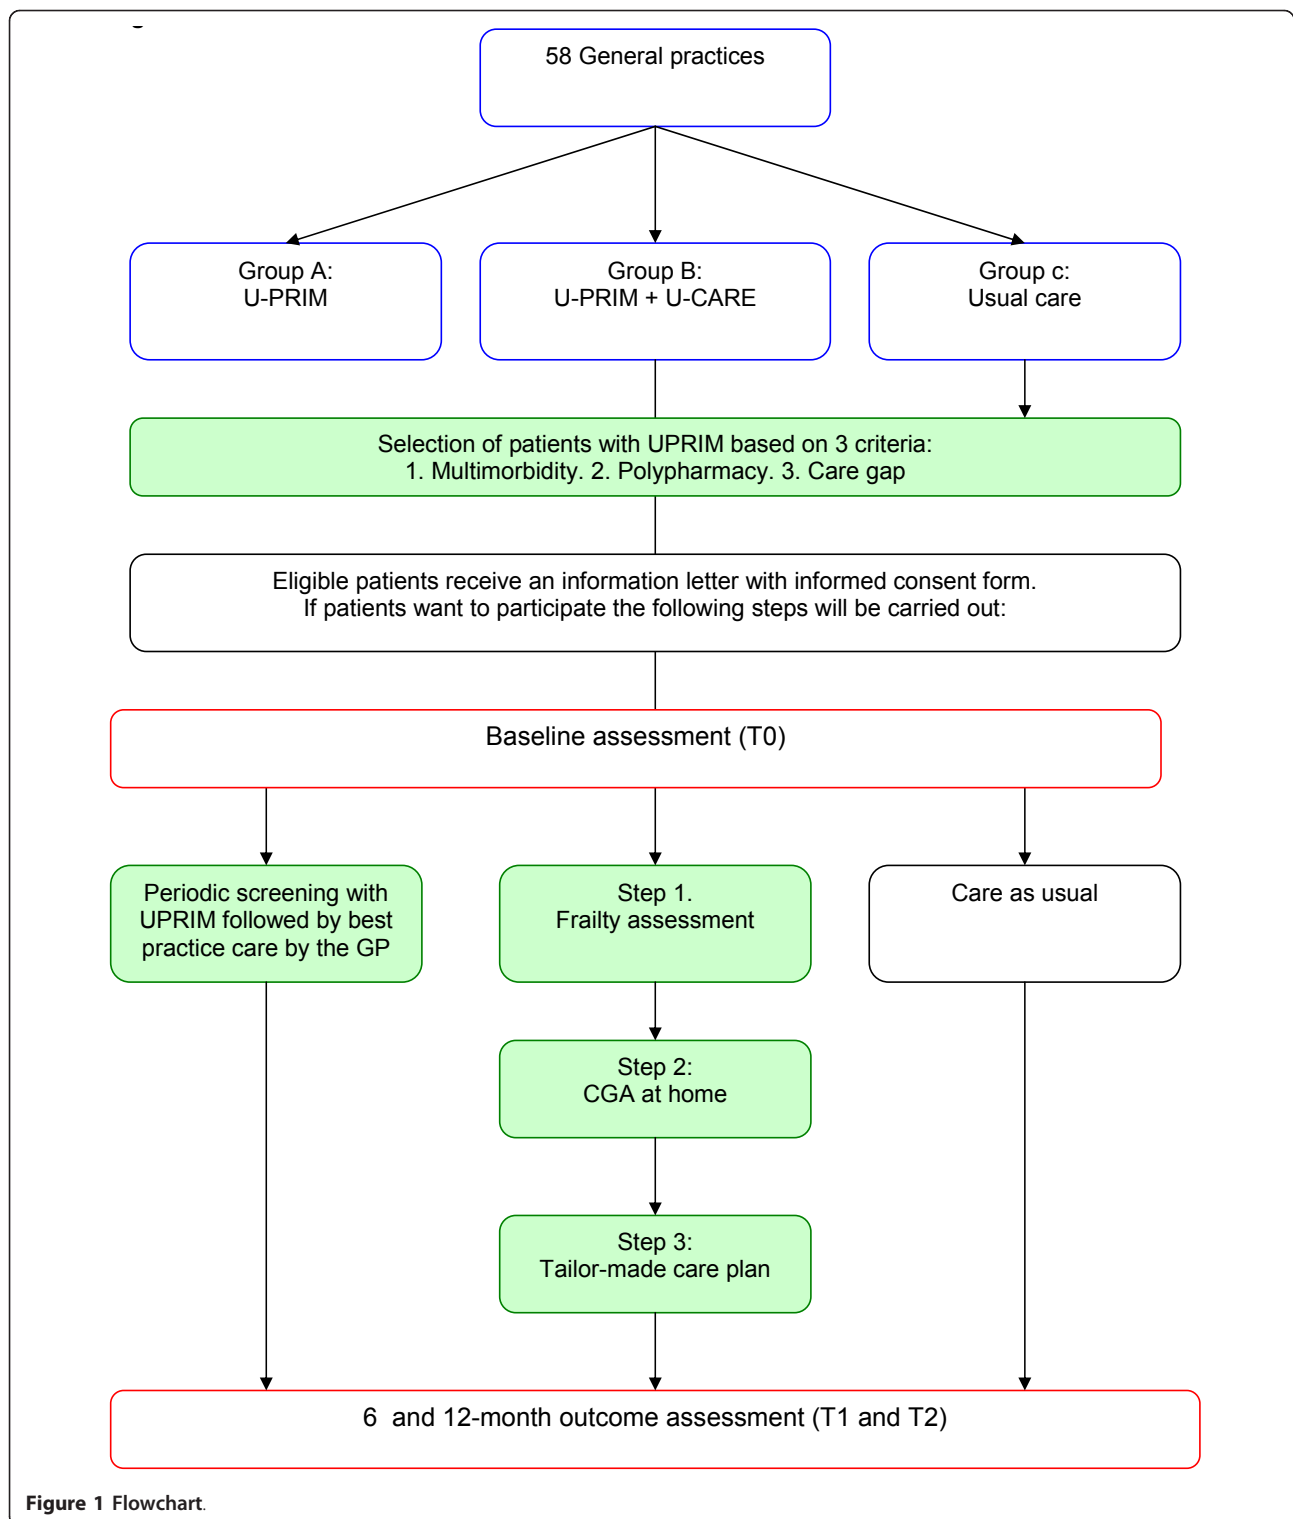 58 General practices
Group A:
U-PRIM
Group B:
U-PRIM + U-CARE
Group c:
Usual care
Selection of patients with UPRIM based on 3 criteria:
1. Multimorbidity. 2. Polypharmacy. 3. Care gap
Eligible patients receive an information letter with informed consent form.
If patients want to participate the following steps will be carried out:
Baseline assessment (T0)
Periodic screening with
UPRIM followed by best
practice care by the GP
Step 1.
Frailty assessment
Care as usual
Step 2:
CGA at home
Step 3:
Tailor-made care plan
6 and 12-month outcome assessment (T1 and T2)
Figure 1 Flowchart.